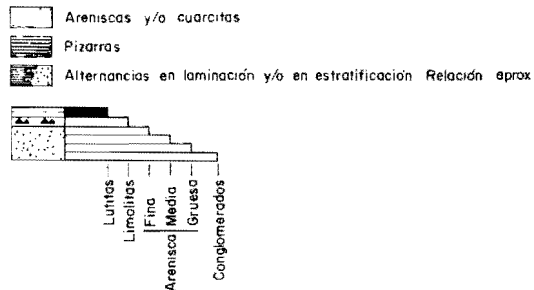 Areniscas y/o cuarcitas
Pizarras
Alternancias en laminación y/o en estratificación Relación aprox
Lutitas
Limolitas
Fina
Media
Gruesa
Arenisca
Conglomerados